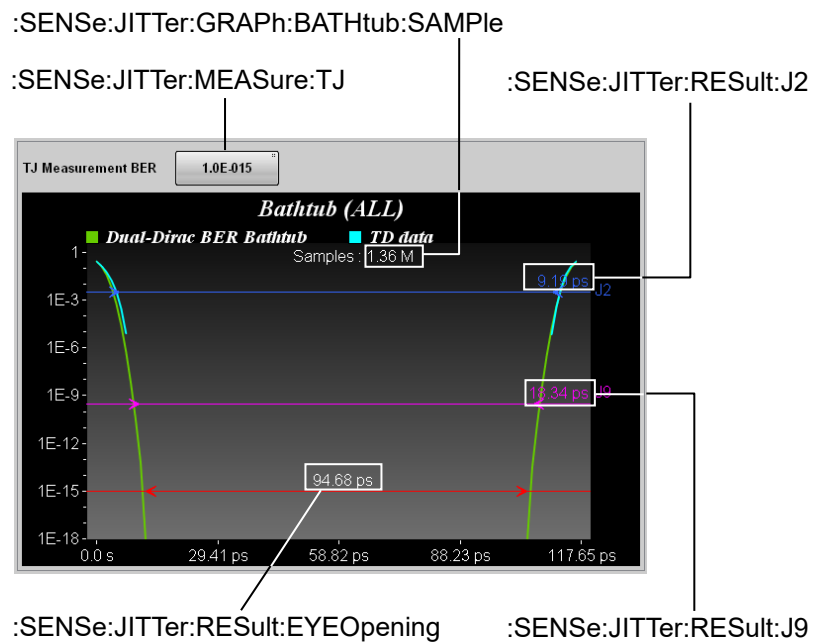 :SENSe:JITTer:GRAPh:BATHtub:SAMPle
:SENSe:JITTer:MEASure:TJ
:SENSe:JITTer:RESult:J2
TJ Measurement BER
1.0E-015
Bathtub (ALL)
Dual-Dirac BER Bathtub
TD data
Samples : 1.36 M
1
9.19 ps
J2
1E-3
1E-6
1E-9
18.34 ps
J9
1E-12
94.68 ps
1E-15
1E-18
0.0 s
29.41 ps
58.82 ps
88.23 ps
117.65 ps
:SENSe:JITTer:RESult:EYEOpening
:SENSe:JITTer:RESult:J9